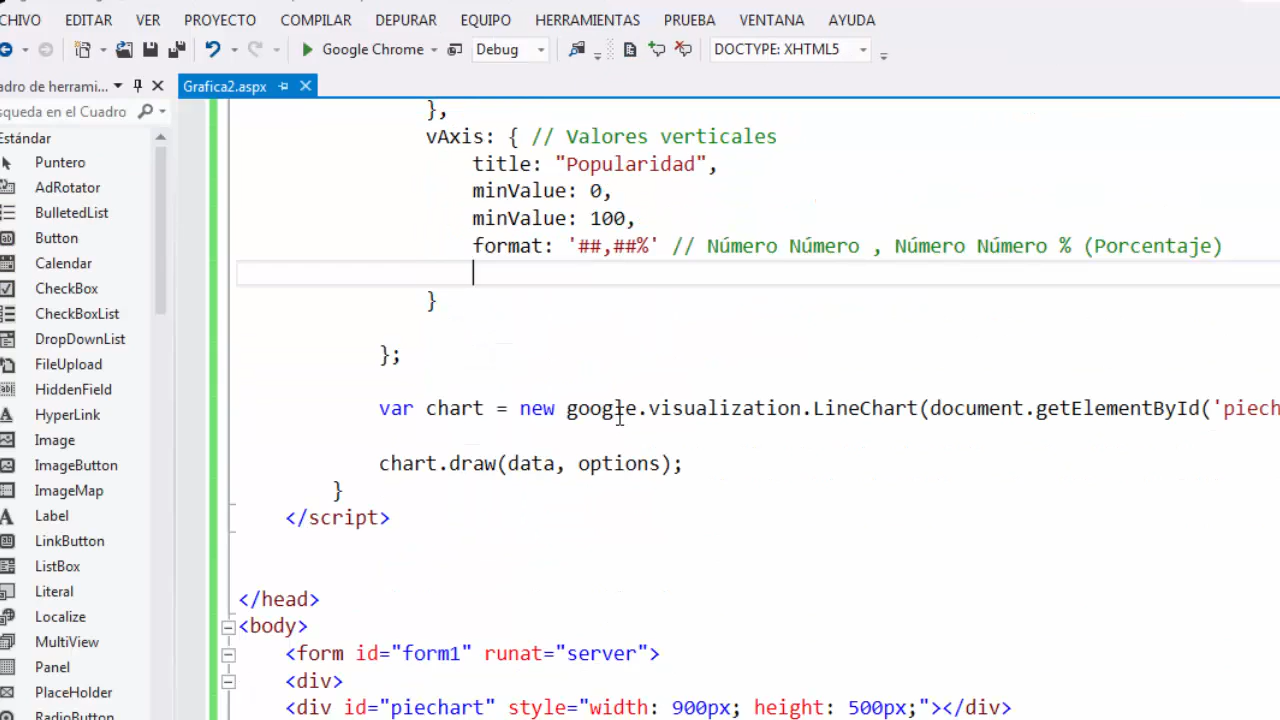 CHIVO EDITAR VER PROYECTO COMPILAR DEPURAR EQUIPO HERRAMIENTAS PRUEBA VENTANA AYUDA
Google Chrome Debug DOCTYPE: XHTML5
adro de herrami... Grafica2.aspx
squeda en el Cuadro
Estándar
Puntero
AdRotator
BulletedList
Button
Calendar
CheckBox
CheckBoxList
DropDownList
FileUpload
HiddenField
HyperLink
Image
ImageButton
ImageMap
Label
LinkButton
ListBox
Literal
Localize
MultiView
Panel
PlaceHolder
RadioButton
},
vAxis: { // Valores verticales
title: "Popularidad",
minValue: 0,
minValue: 100,
format: '##,##%' // Número Número , Número Número % (Porcentaje)
}
};
var chart = new google.visualization.LineChart(document.getElementById('piech
chart.draw(data, options);
}
</script>
</head>
<body>
<form id="form1" runat="server">
<div>
<div id="piechart" style="width: 900px; height: 500px;"></div>